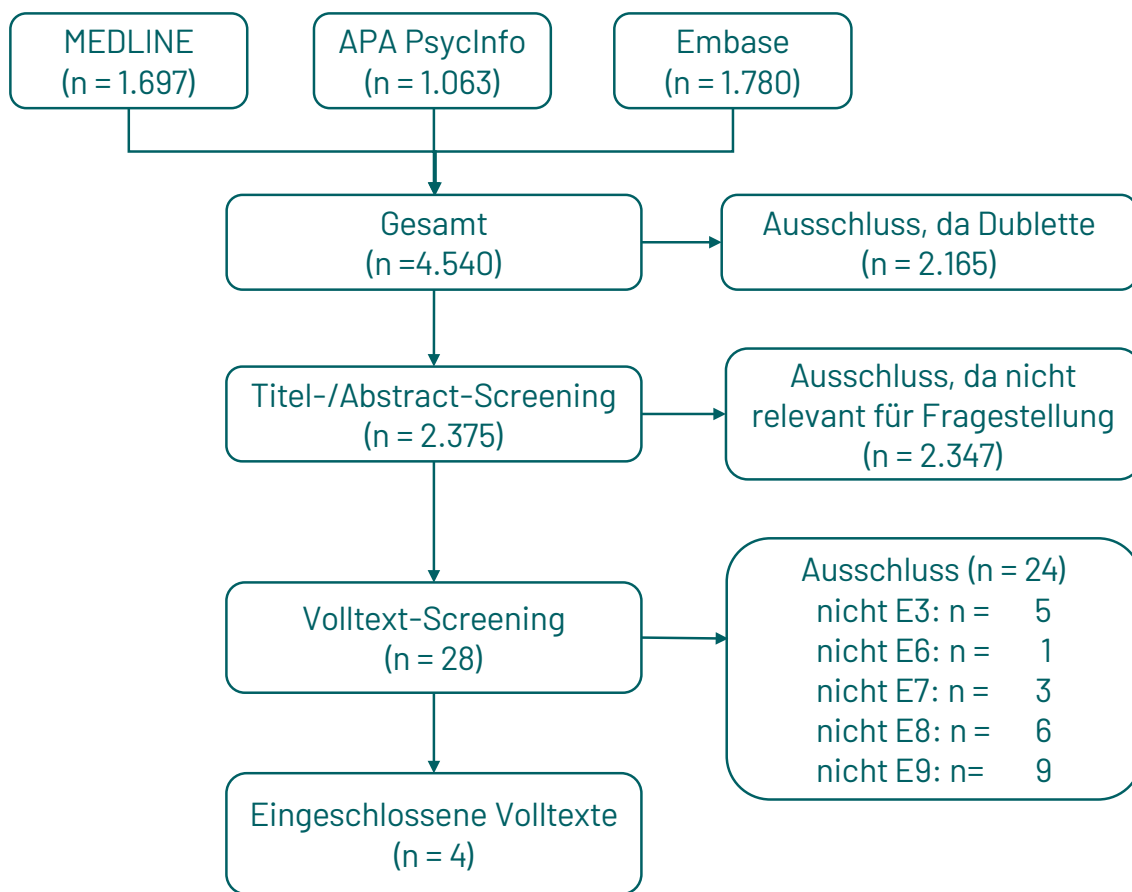 MEDLINE
(n = 1.697)
APA PsycInfo
(n = 1.063)
Embase
(n = 1.780)
Gesamt
(n =4.540)
Ausschluss, da Dublette
(n = 2.165)
Titel-/Abstract-Screening
(n = 2.375)
Ausschluss, da nicht
relevant für Fragestellung
(n = 2.347)
Volltext-Screening
(n = 28)
Ausschluss (n = 24)
nicht E3: n = 5
nicht E6: n = 1
nicht E7: n = 3
nicht E8: n = 6
nicht E9: n= 9
Eingeschlossene Volltexte
(n = 4)